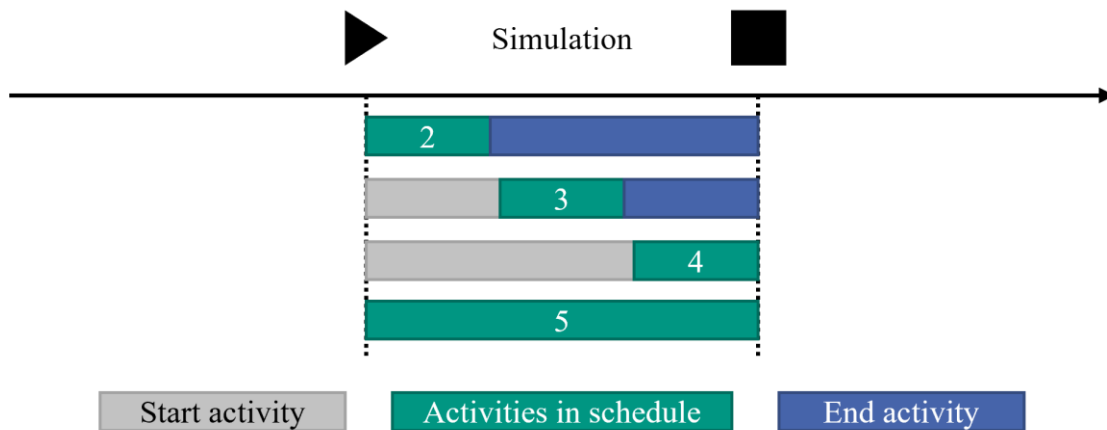 Simulation
2
3
4
5
Start activity
Activities in schedule
End activity